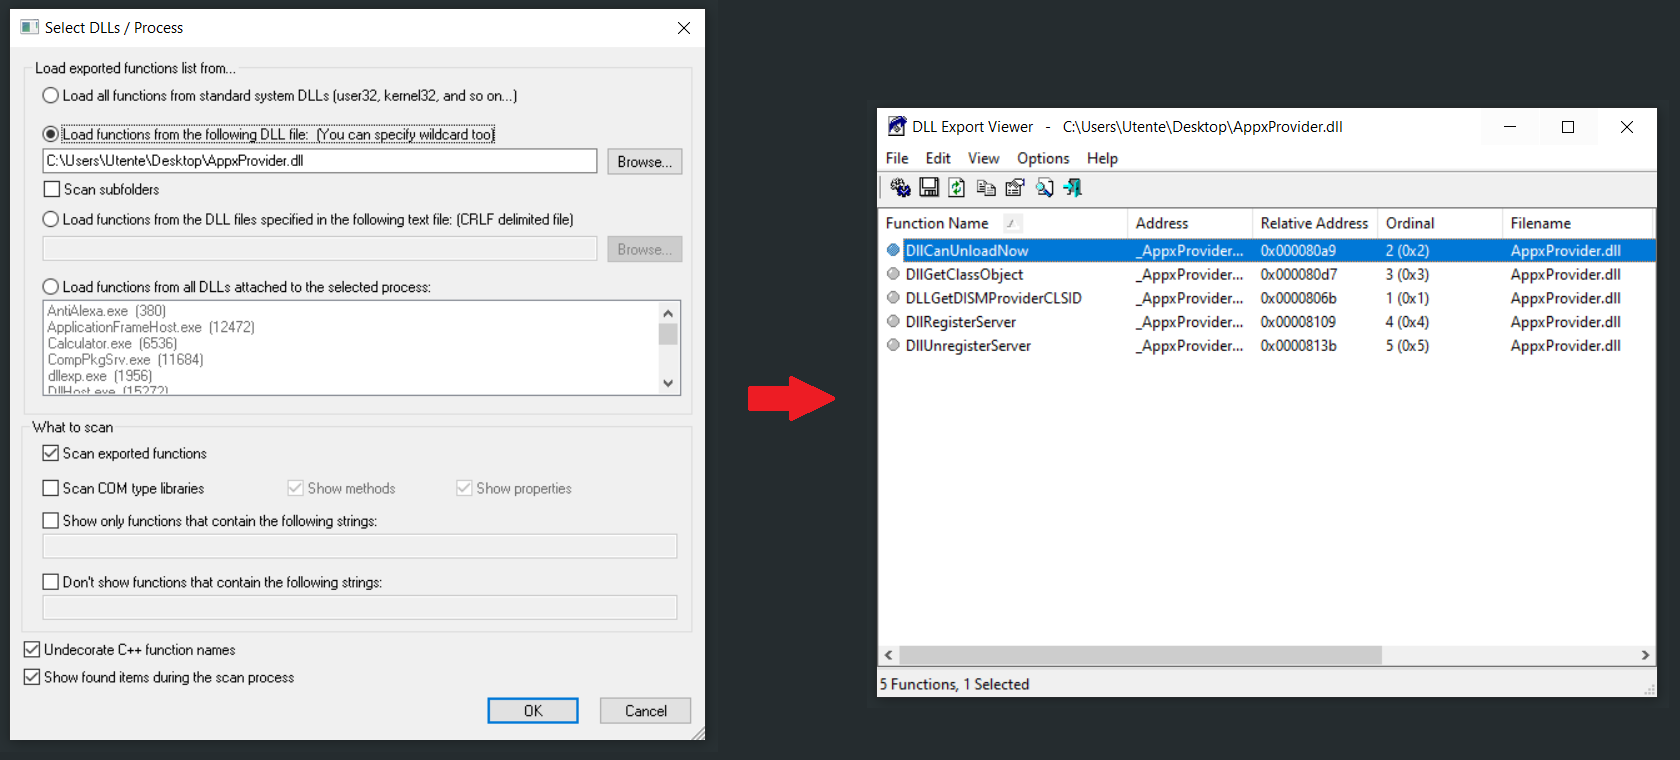 Select DLLs / Process
Load exported functions list from...
Load all functions from standard system DLLs (user32, kernel32, and so on...)
Load functions from the following DLL file:  (You can specify wildcard too)
C:\Users\Utente\Desktop\AppxProvider.dll
Browse...
Scan subfolders
Load functions from the DLL files specified in the following text file: (CRLF delimited file)
Browse...
Load functions from all DLLs attached to the selected process:
AntiAlexa.exe  (380)
ApplicationFrameHost.exe  (12472)
Calculator.exe  (6536)
CompPkgSrv.exe  (11684)
dllexp.exe  (1956)
DllHost.exe  (15272)
What to scan
Scan exported functions
Scan COM type libraries
Show methods
Show properties
Show only functions that contain the following strings:
Don't show functions that contain the following strings:
Undecorate C++ function names
Show found items during the scan process
OK
Cancel
DLL Export Viewer  -  C:\Users\Utente\Desktop\AppxProvider.dll
File Edit View Options Help
Function Name Address Relative Address Ordinal Filename
DllCanUnloadNow _AppxProvider... 0x000080a9 2 (0x2) AppxProvider.dll
DllGetClassObject _AppxProvider... 0x000080d7 3 (0x3) AppxProvider.dll
DLLGetDISMProviderCLSID _AppxProvider... 0x0000806b 1 (0x1) AppxProvider.dll
DllRegisterServer _AppxProvider... 0x00008109 4 (0x4) AppxProvider.dll
DllUnregisterServer _AppxProvider... 0x0000813b 5 (0x5) AppxProvider.dll
5 Functions, 1 Selected